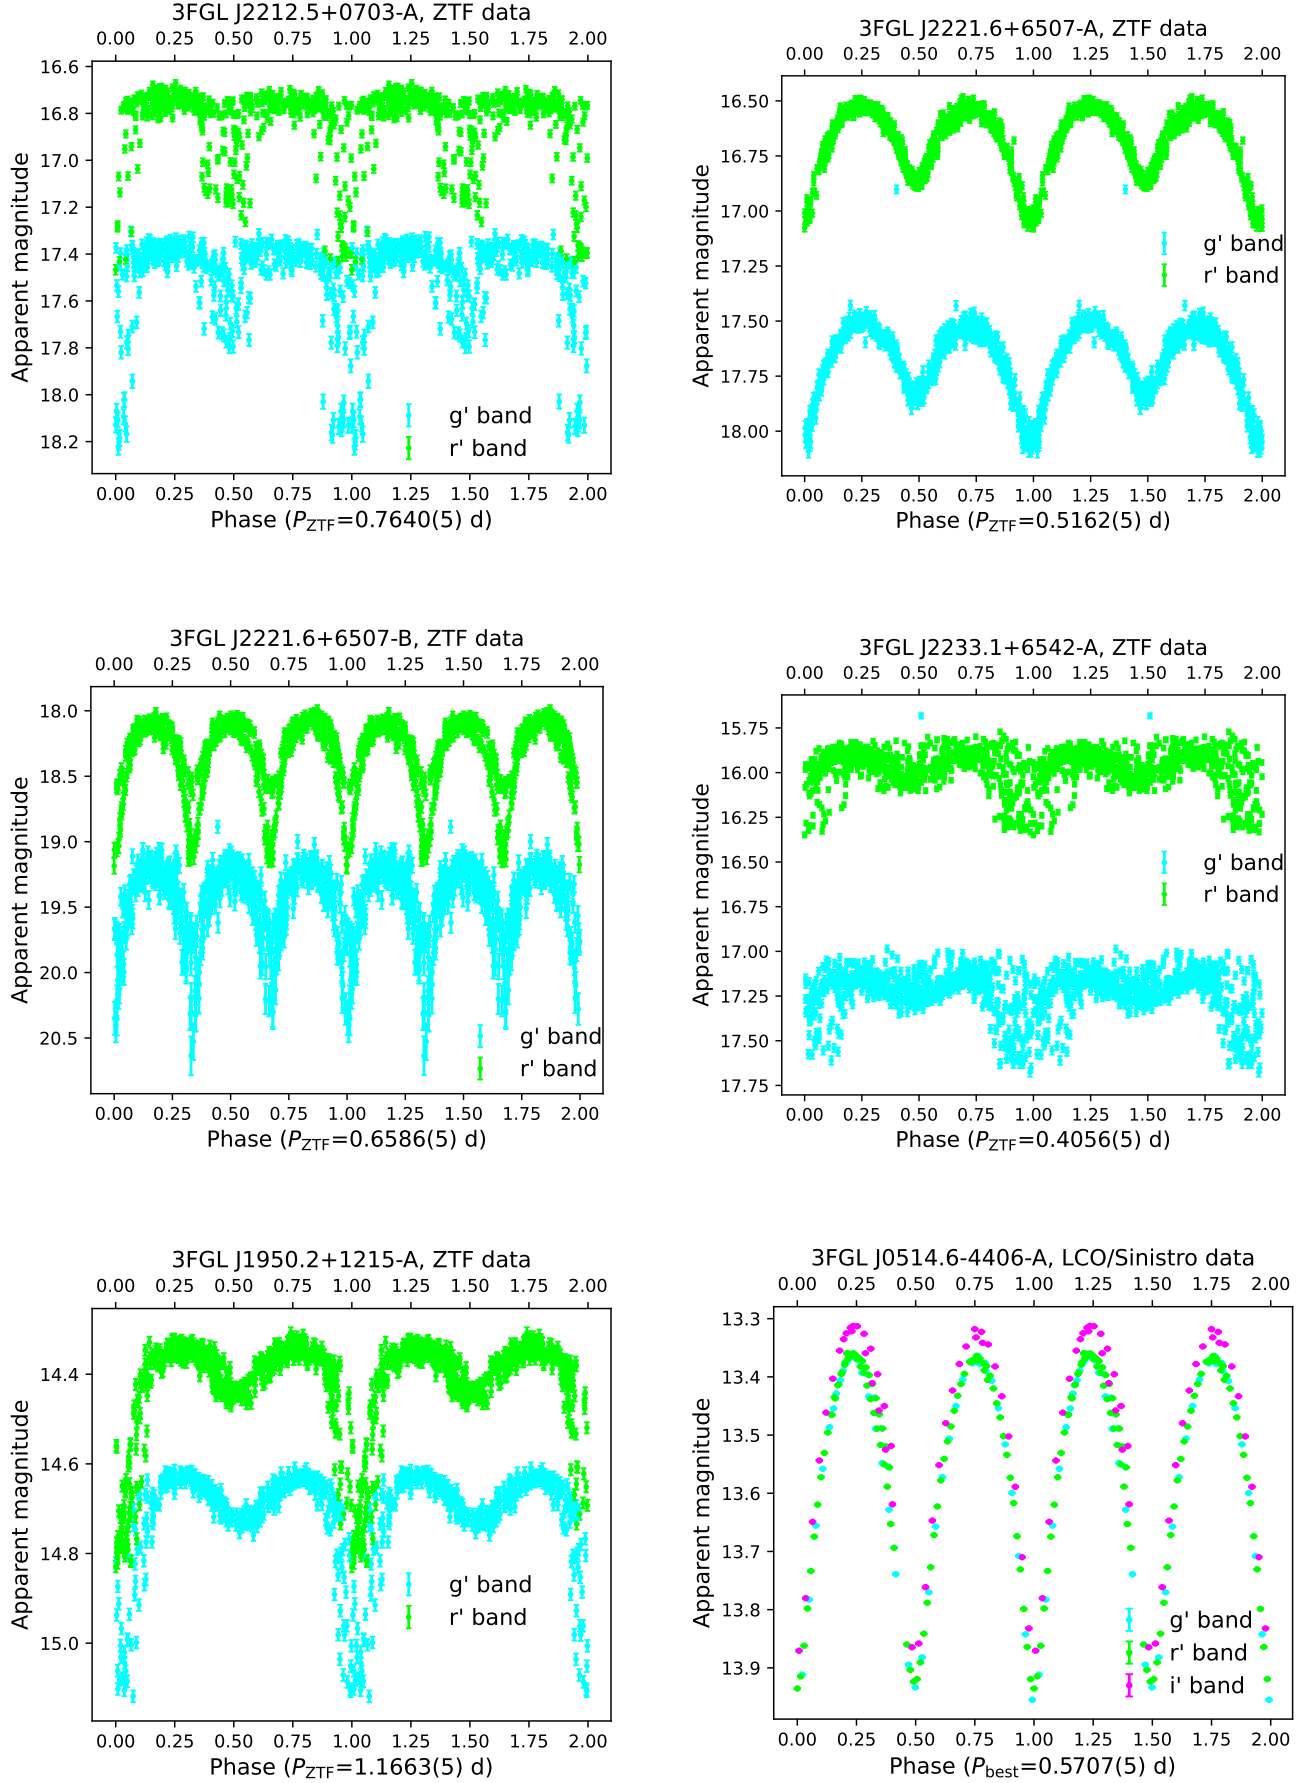 3FGL J2212.5+0703-A, ZTF data
0.00 0.25 0.50 0.75 1.00 1.25 1.50 1.75 2.00
16.6
16.8
17.0
17.2
17.4
17.6
17.8
18.0
18.2
Apparent magnitude
g' band
r' band
0.00 0.25 0.50 0.75 1.00 1.25 1.50 1.75 2.00
Phase (PZTF=0.7640(5) d)
3FGL J2221.6+6507-A, ZTF data
0.00 0.25 0.50 0.75 1.00 1.25 1.50 1.75 2.00
16.50
16.75
17.00
17.25
17.50
17.75
18.00
Apparent magnitude
g' band
r' band
0.00 0.25 0.50 0.75 1.00 1.25 1.50 1.75 2.00
Phase (PZTF=0.5162(5) d)
3FGL J2221.6+6507-B, ZTF data
0.00 0.25 0.50 0.75 1.00 1.25 1.50 1.75 2.00
18.0
18.5
19.0
19.5
20.0
20.5
Apparent magnitude
g' band
r' band
0.00 0.25 0.50 0.75 1.00 1.25 1.50 1.75 2.00
Phase (PZTF=0.6586(5) d)
3FGL J2233.1+6542-A, ZTF data
0.00 0.25 0.50 0.75 1.00 1.25 1.50 1.75 2.00
15.75
16.00
16.25
16.50
16.75
17.00
17.25
17.50
17.75
Apparent magnitude
g' band
r' band
0.00 0.25 0.50 0.75 1.00 1.25 1.50 1.75 2.00
Phase (PZTF=0.4056(5) d)
3FGL J1950.2+1215-A, ZTF data
0.00 0.25 0.50 0.75 1.00 1.25 1.50 1.75 2.00
14.4
14.6
14.8
15.0
Apparent magnitude
g' band
r' band
0.00 0.25 0.50 0.75 1.00 1.25 1.50 1.75 2.00
Phase (PZTF=1.1663(5) d)
3FGL J0514.6-4406-A, LCO/Sinistro data
0.00 0.25 0.50 0.75 1.00 1.25 1.50 1.75 2.00
13.3
13.4
13.5
13.6
13.7
13.8
13.9
Apparent magnitude
g' band
r' band
i' band
0.00 0.25 0.50 0.75 1.00 1.25 1.50 1.75 2.00
Phase (Pbest=0.5707(5) d)